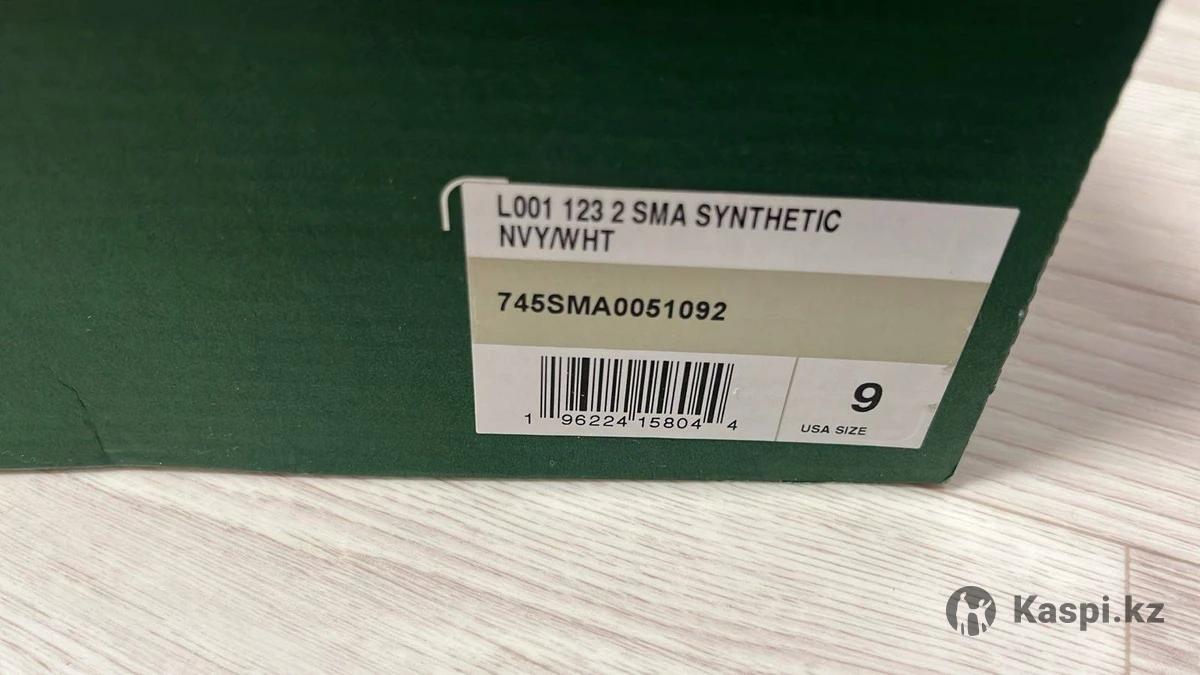 L001 123 2 SMA SYNTHETIC
NVY/WHT
745SMA0051092
1 96224 15804 4
9
USA SIZE
Kaspi.kz